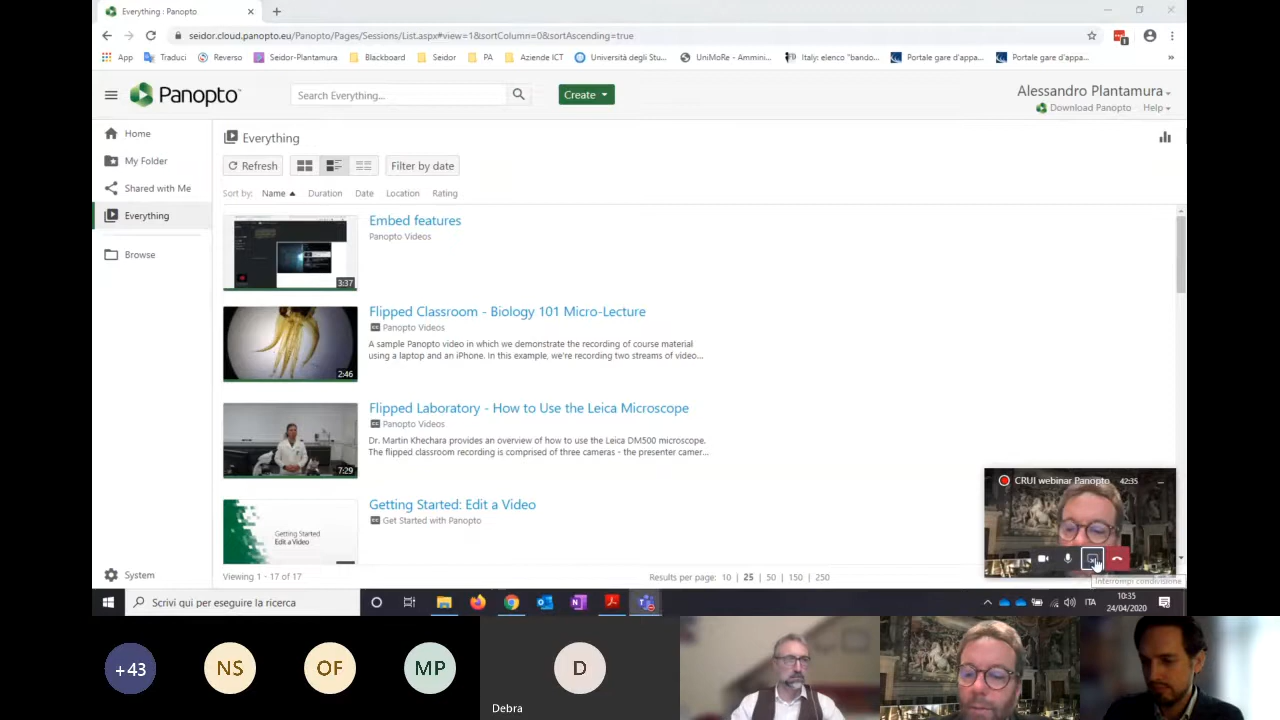 Everything : Panopto
seidor.cloud.panopto.eu/Panopto/Pages/Sessions/List.aspx#view=1&sortColumn=0&sortAscending=true
App Traduci Reverso Seidor-Plantamura Blackboard Seidor PA Aziende ICT Università degli Stu... UniMoRe - Ammini... Italy: elenco "bando... Portale gare d'appa... Portale gare d'appa... »
Panopto
Search Everything...
Create
Alessandro Plantamura
Download Panopto Help
Home
My Folder
Shared with Me
Everything
Browse
System
Everything
Refresh Filter by date
Sort by: Name Duration Date Location Rating
Embed features
Panopto Videos
3:37
Flipped Classroom - Biology 101 Micro-Lecture
Panopto Videos
A sample Panopto video in which we demonstrate the recording of course material
using a laptop and an iPhone. In this example, we're recording two streams of video...
2:46
Flipped Laboratory - How to Use the Leica Microscope
Panopto Videos
Dr. Martin Khechara provides an overview of how to use the Leica DM500 microscope.
The flipped classroom recording is comprised of three cameras - the presenter camer...
7:29
Getting Started: Edit a Video
Get Started with Panopto
Getting Started
Edit a Video
Viewing 1 - 17 of 17
Results per page: 10 | 25 | 50 | 150 | 250
CRUI webinar Panopto 42:35
Interrompi condivisione
Scrivi qui per eseguire la ricerca
ITA
10:35
24/04/2020
+43
NS
OF
MP
D
Debra